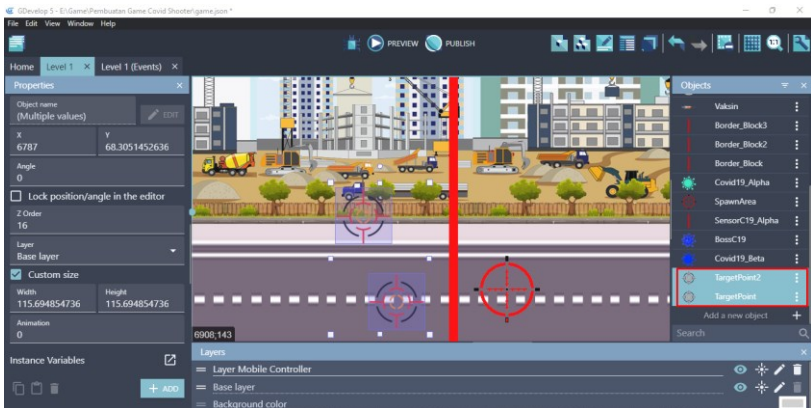 GDevelop 5 - E:\Game\Pembuatan Game Covid Shooter\game.json *
File Edit View Window Help
PREVIEW
PUBLISH
Home
Level 1 ×
Level 1 (Events) ×
Properties ×
Object name
(Multiple values)
EDIT
X
6787
Y
68.3051452636
Angle
0
Lock position/angle in the editor
Z Order
16
Layer
Base layer
Custom size
Width
115.694854736
Height
115.694854736
Animation
0
Instance Variables
+ ADD
6908;143
Layers ×
Layer Mobile Controller
Base layer
Background color
Objects ×
Vaksin
Border_Block3
Border_Block2
Border_Block
Covid19_Alpha
SpawnArea
SensorC19_Alpha
BossC19
Covid19_Beta
TargetPoint2
TargetPoint
Add a new object +
Search